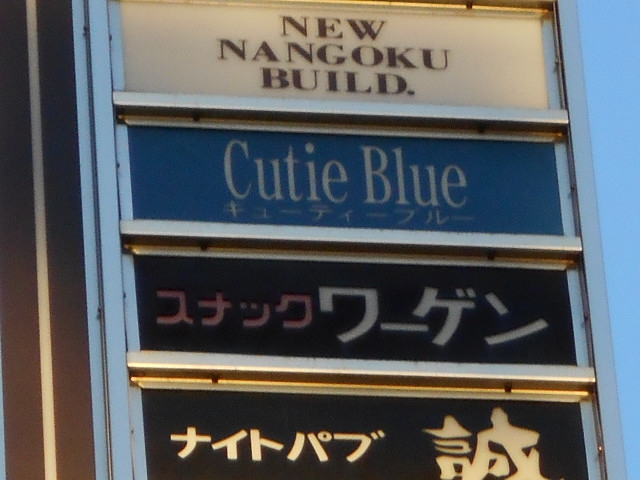 NEW
NANGOKU
BUILD.
Cutie Blue
キューティーブルー
スナックワーゲン
ナイトパブ 誠